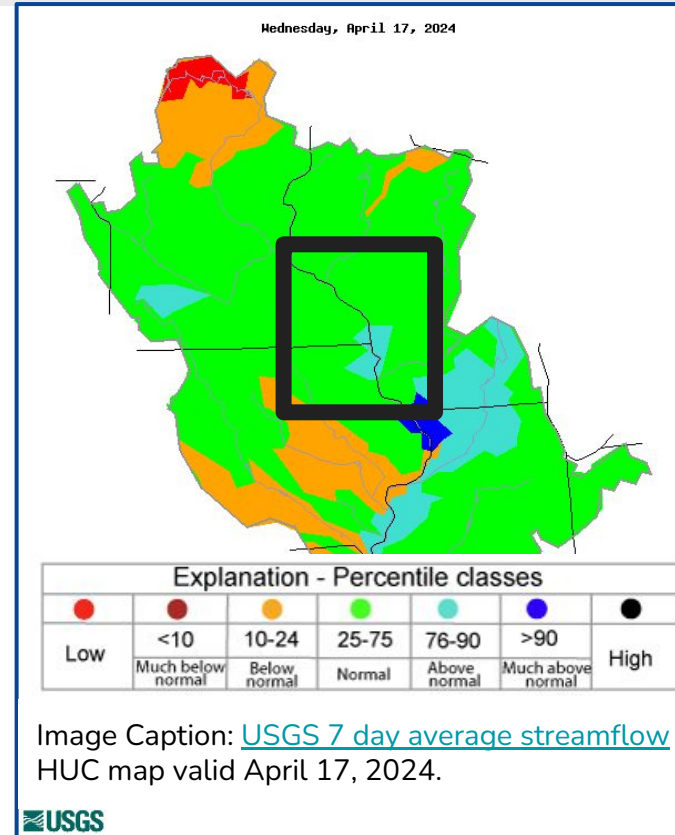 Wednesday, April 17, 2024
Explanation - Percentile classes
Low
<10
10-24
25-75
76-90
>90
High
Much below normal
Below normal
Normal
Above normal
Much above normal
Image Caption: USGS 7 day average streamflow
HUC map valid April 17, 2024.
USGS